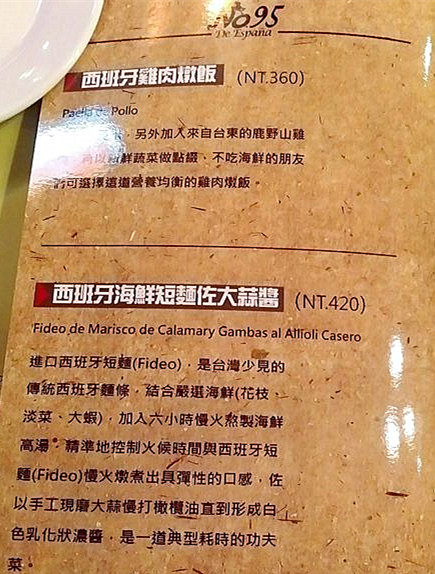 No95
De España
西班牙雞肉燉飯 (NT.360)
Paella de Pollo
，另外加入來自台東的鹿野山雞
鮮蔬菜做點綴，不吃海鮮的朋友
們可選擇這道營養均衡的雞肉燉飯。
西班牙海鮮短麵佐大蒜醬 (NT.420)
Fideo de Marisco de Calamary Gambas al Allioli Casero
進口西班牙短麵(Fideo)，是台灣少見的
傳統西班牙麵條，結合嚴選海鮮(花枝、
淡菜、大蝦)，加入六小時慢火熬製海鮮
高湯。精準地控制火候時間與西班牙短
麵(Fideo)慢火燉煮出具彈性的口感，佐
以手工現磨大蒜慢打橄欖油直到形成白
色乳化狀濃醬，是一道典型耗時的功夫
菜。